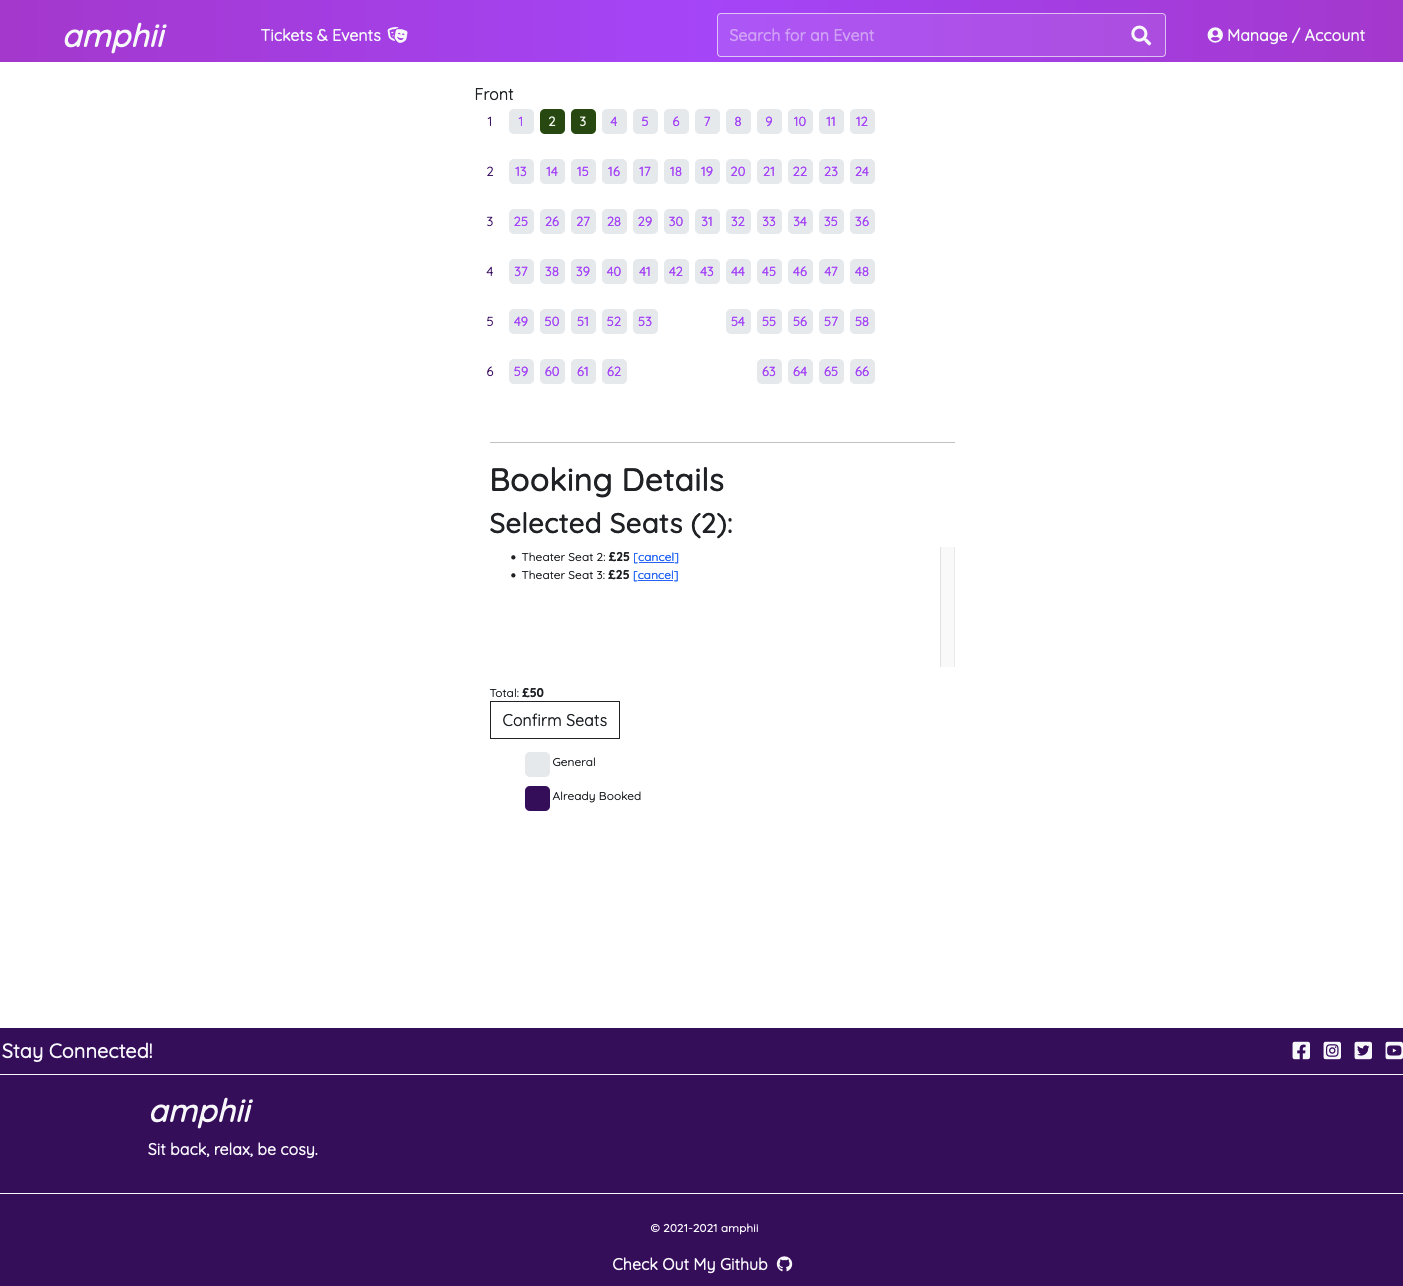 amphii Tickets & Events Search for an Event Manage / Account
Front
1 1 2 3 4 5 6 7 8 9 10 11 12
2 13 14 15 16 17 18 19 20 21 22 23 24
3 25 26 27 28 29 30 31 32 33 34 35 36
4 37 38 39 40 41 42 43 44 45 46 47 48
5 49 50 51 52 53 54 55 56 57 58
6 59 60 61 62 63 64 65 66
Booking Details
Selected Seats (2):
• Theater Seat 2: £25 [cancel]
• Theater Seat 3: £25 [cancel]
Total: £50
Confirm Seats
General
Already Booked
Stay Connected!
amphii
Sit back, relax, be cosy.
© 2021-2021 amphii
Check Out My Github